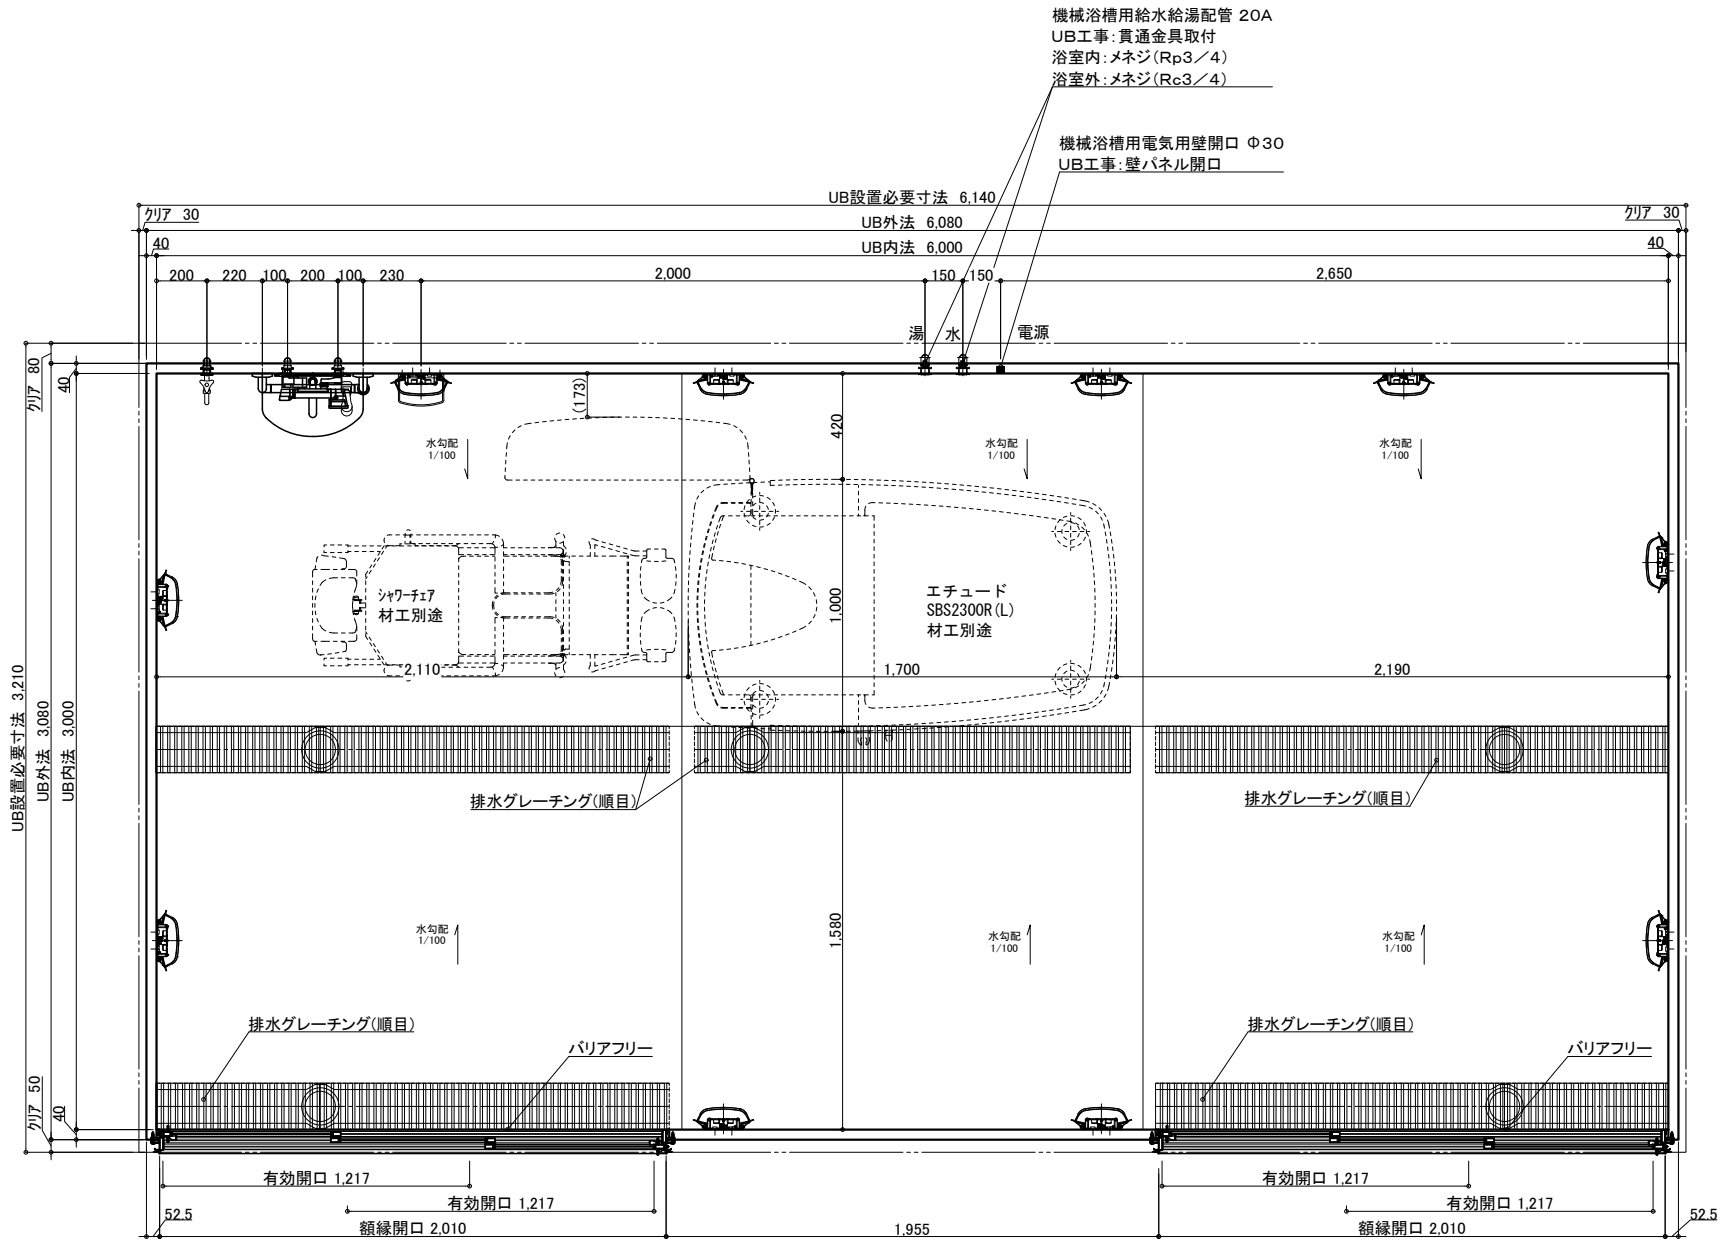 機械浴槽用給水給湯配管 20A
UB工事:貫通金具取付
浴室内:メネジ(Rp3/4)
浴室外:メネジ(Rc3/4)
機械浴槽用電気用壁開口 Φ30
UB工事:壁パネル開口
UB設置必要寸法 6,140
クリア 30
UB外法 6,080
クリア 30
40
UB内法 6,000
40
200
220
100
200
100
230
2,000
150
150
2,650
湯
水
電源
クリア 80
40
(173)
420
水勾配
1/100
水勾配
1/100
水勾配
1/100
シャワーチェア
材工別途
エチュード
SBS2300R(L)
材工別途
1,000
2,110
1,700
2,190
UB設置必要寸法 3,210
UB外法 3,080
UB内法 3,000
排水グレーチング(順目)
排水グレーチング(順目)
水勾配
1/100
1,580
水勾配
1/100
水勾配
1/100
排水グレーチング(順目)
バリアフリー
排水グレーチング(順目)
バリアフリー
クリア 50
40
有効開口 1,217
有効開口 1,217
有効開口 1,217
有効開口 1,217
52.5
額縁開口 2,010
1,955
額縁開口 2,010
52.5